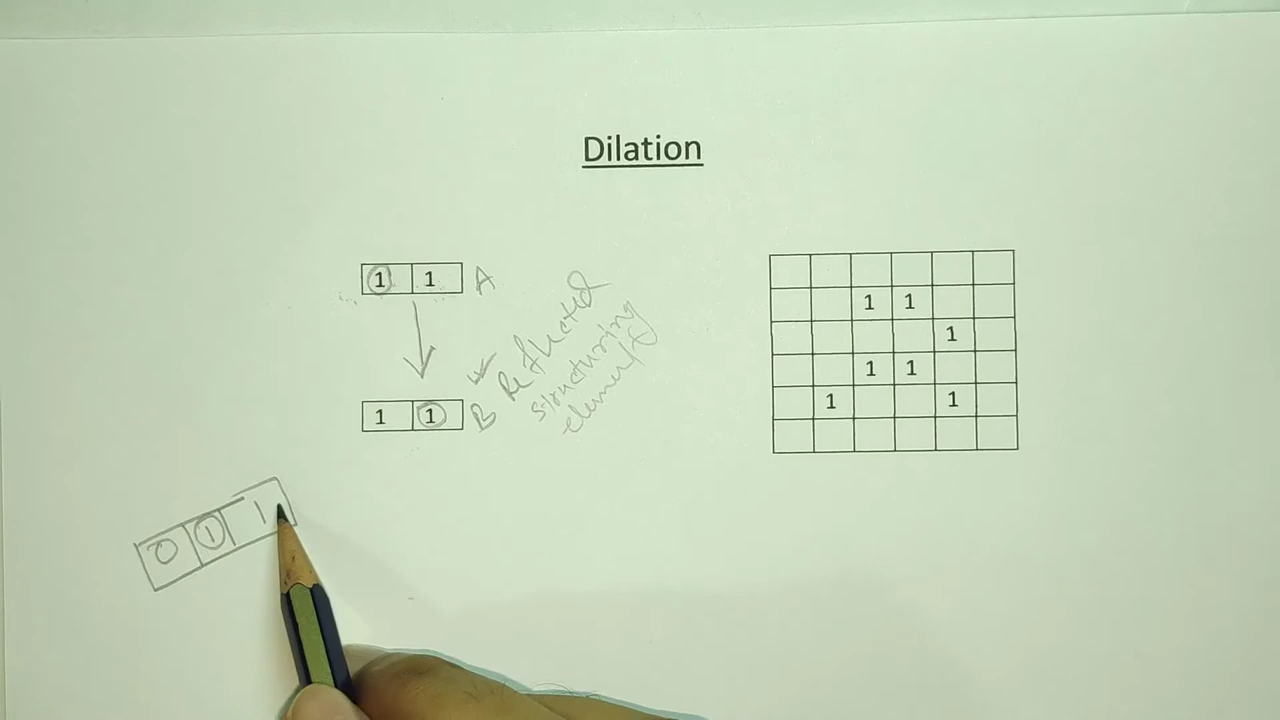 Dilation
1 1 A
Reflected
structuring
element
1 1 B
1 1
1
1 1
1 1
0 1 1